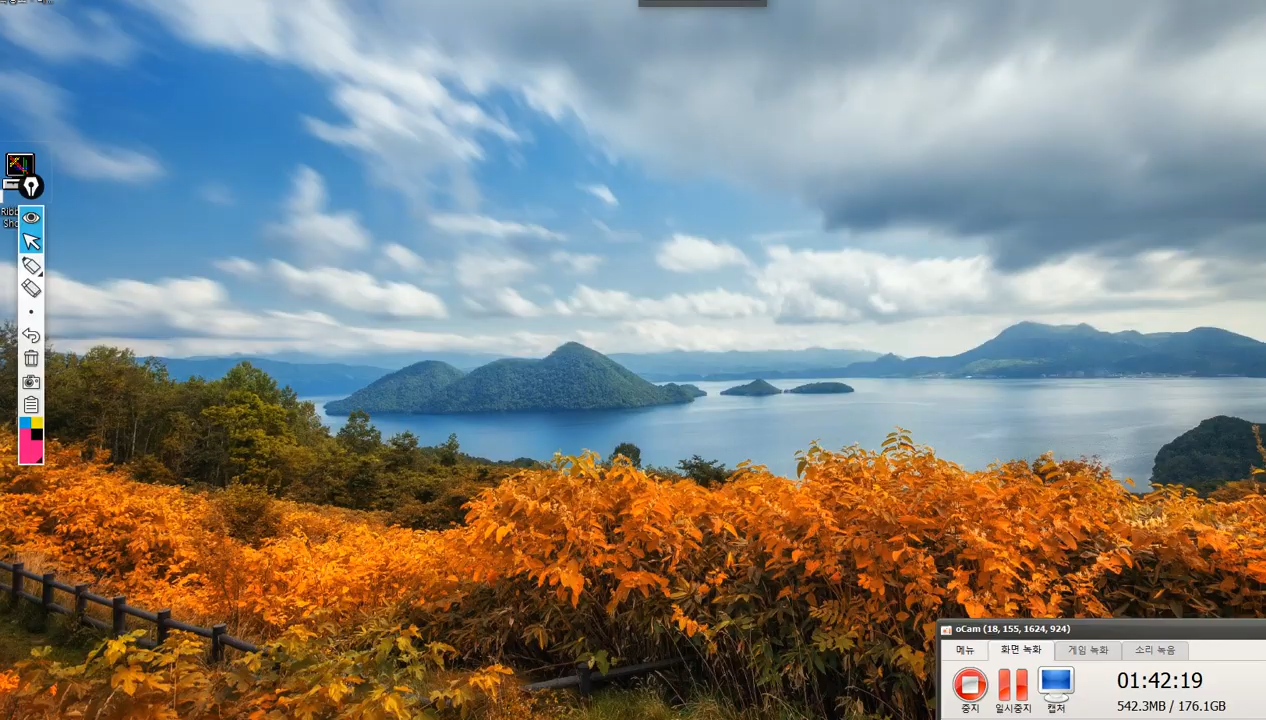 oCam (18, 155, 1624, 924)
메뉴 화면 녹화 게임 녹화 소리 녹음
01:42:19
중지 일시중지 캡처 542.3MB / 176.1GB